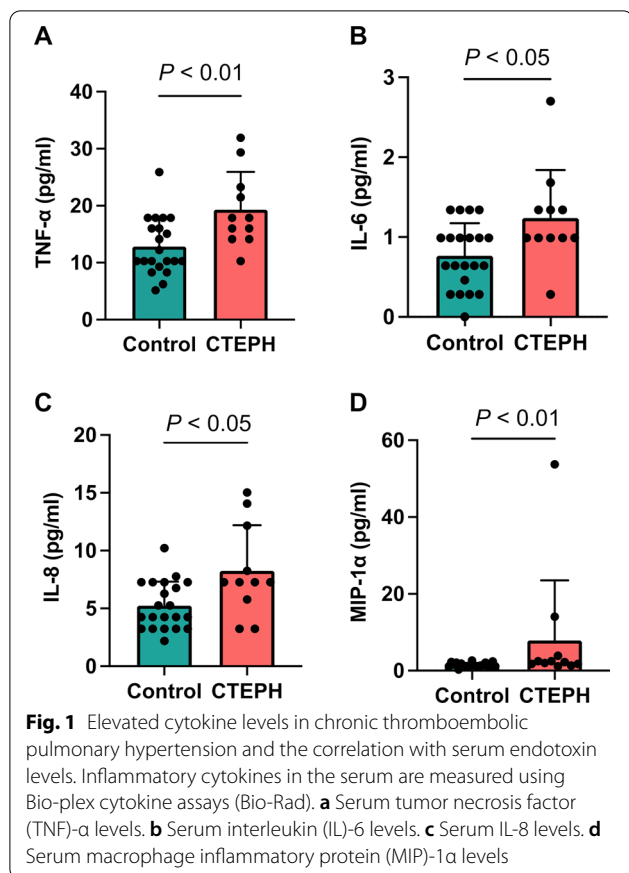 A
P < 0.01
TNF-α (pg/ml)
40
30
20
10
0
Control CTEPH
B
P < 0.05
IL-6 (pg/ml)
3
2
1
0
Control CTEPH
C
P < 0.05
IL-8 (pg/ml)
20
15
10
5
0
Control CTEPH
D
P < 0.01
MIP-1α (pg/ml)
60
40
20
0
Control CTEPH
Fig. 1 Elevated cytokine levels in chronic thromboembolic
pulmonary hypertension and the correlation with serum endotoxin
levels. Inflammatory cytokines in the serum are measured using
Bio-plex cytokine assays (Bio-Rad). a Serum tumor necrosis factor
(TNF)-α levels. b Serum interleukin (IL)-6 levels. c Serum IL-8 levels. d
Serum macrophage inflammatory protein (MIP)-1α levels